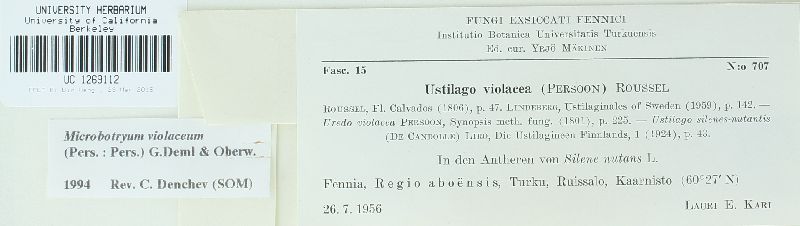 UNIVERSITY HERBARIUM
University of California
Berkeley
UC 1269112
Microbotryum violaceum
(Pers. : Pers.) G.Deml & Oberw.
1994 Rev. C. Denchev (SOM)
FUNGI EXSICCATI FENNICI
Instituto Botanica Universitatis Turkuensis
Ed. cur. YRJÖ MÄKINEN
Fasc. 15 N:o 707
Ustilago violacea (PERSOON) ROUSSEL
ROUSSEL, Fl. Calvados (1806), p. 47. LINDEBERG, Ustilaginales of Sweden (1959), p. 142. —
Uredo violacea PERSOON, Synopsis meth. fung. (1801), p. 225. — Ustilago silenes-nutantis
(DE CANDOLLE) LIRO, Die Ustilagineen Finnlands, 1 (1924), p. 43.
In den Antheren von Silene nutans L.
Fennia, Regio aboënsis, Turku, Ruissalo, Kaarnisto (60°27′ N)
26. 7. 1956 LAURI E. KARI